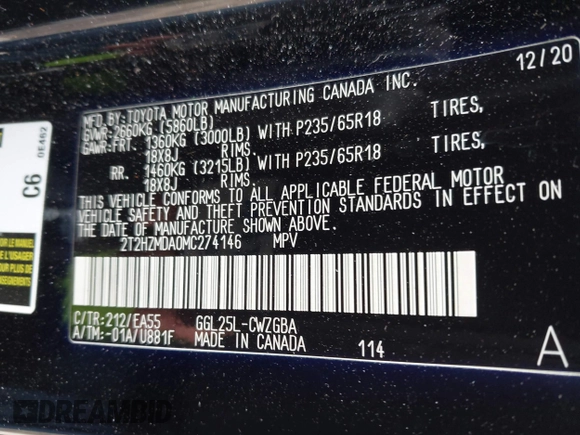 12/20
MFD.BY:TOYOTA MOTOR MANUFACTURING CANADA INC.
GVWR:2660KG (5860LB)
GAWR:FRT. 1360KG (3000LB) WITH P235/65R18 TIRES,
18X8J RIMS.
RR. 1460KG (3215LB) WITH P235/65R18 TIRES,
18X8J RIMS.
THIS VEHICLE CONFORMS TO ALL APPLICABLE FEDERAL MOTOR
VEHICLE SAFETY AND THEFT PREVENTION STANDARDS IN EFFECT ON
THE DATE OF MANUFACTURE SHOWN ABOVE.
2T2HZMDA0MC274146 MPV
C/TR:212/EA55 GGL25L-CWZGBA
A/TM:-01A/U881F MADE IN CANADA 114 A
C6
0E462
DREAMBID